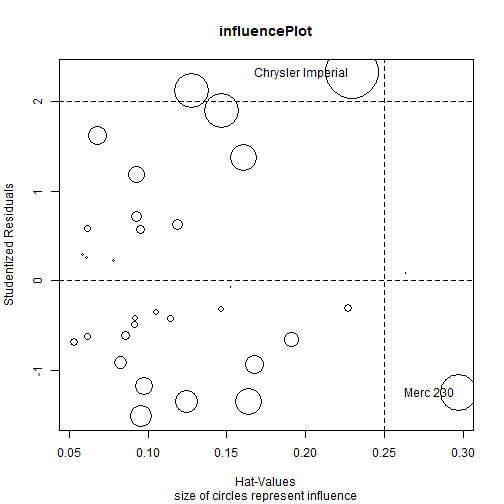 influencePlot
Chrysler Imperial
Merc 230
2
1
0
-1
Studentized Residuals
0.05 0.10 0.15 0.20 0.25 0.30
Hat-Values
size of circles represent influence